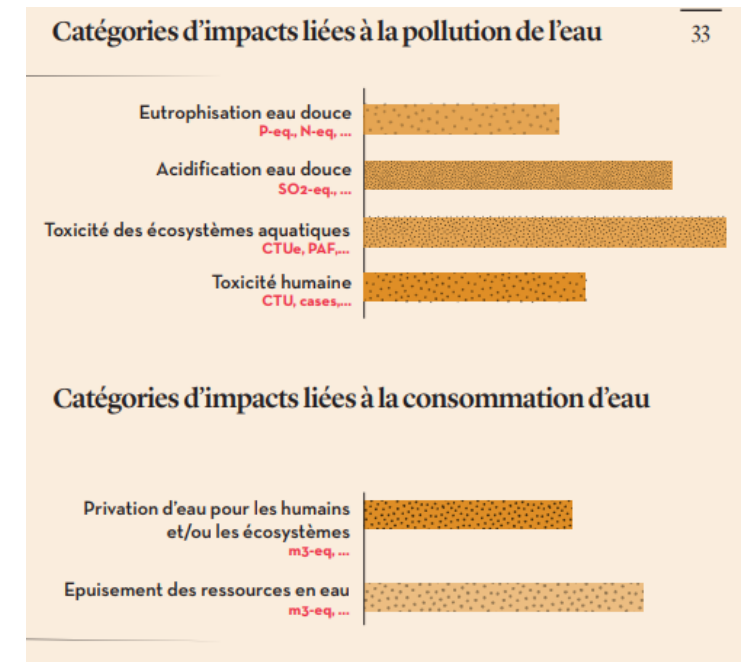 Catégories d'impacts liées à la pollution de l'eau
33
Eutrophisation eau douce
P-eq., N-eq, ...
Acidification eau douce
SO2-eq., ...
Toxicité des écosystèmes aquatiques
CTUe, PAF,...
Toxicité humaine
CTU, cases,...
Catégories d'impacts liées à la consommation d'eau
Privation d'eau pour les humains
et/ou les écosystèmes
m3-eq, ...
Epuisement des ressources en eau
m3-eq, ...